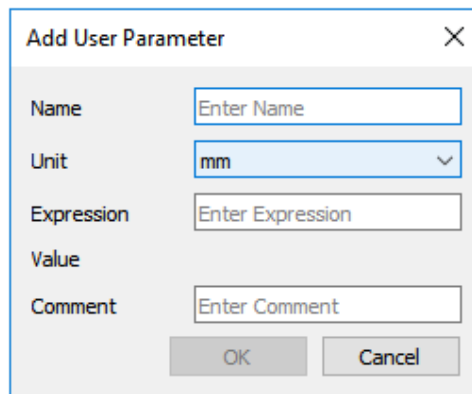 Add User Parameter
Name Enter Name
Unit mm
Expression Enter Expression
Value
Comment Enter Comment
OK Cancel